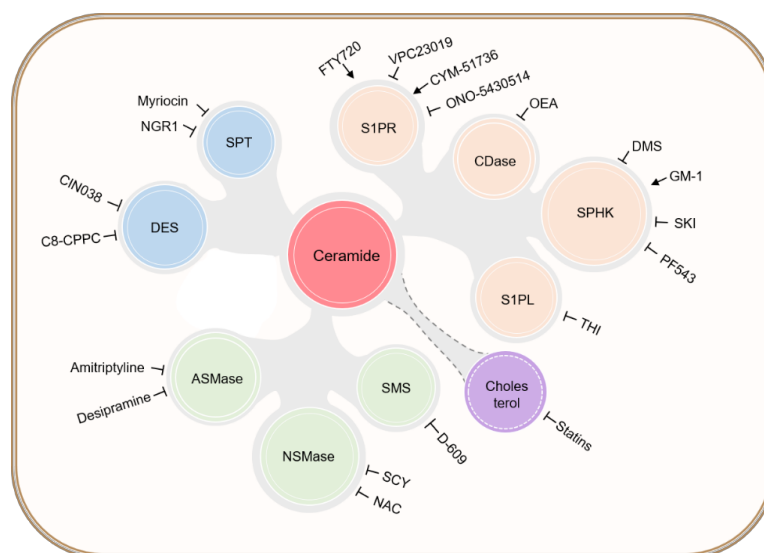 FTY720
VPC23019
CYM-51736
ONO-5430514
Myriocin
NGR1
SPT
S1PR
OEA
CDase
DMS
GM-1
SPHK
SKI
PF543
CIN038
C8-CPPC
DES
Ceramide
S1PL
THI
Amitriptyline
Desipramine
ASMase
SMS
Choles
terol
Statins
D-609
NSMase
SCY
NAC